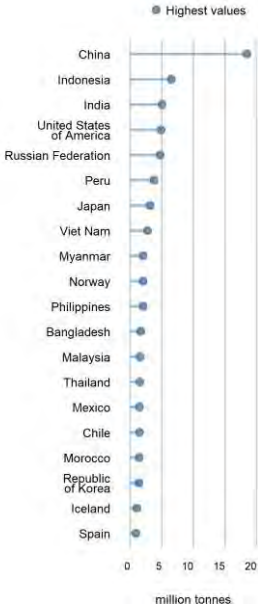 Highest values
China
Indonesia
India
United States
of America
Russian Federation
Peru
Japan
Viet Nam
Myanmar
Norway
Philippines
Bangladesh
Malaysia
Thailand
Mexico
Chile
Morocco
Republic
of Korea
Iceland
Spain
0 5 10 15 20
million tonnes